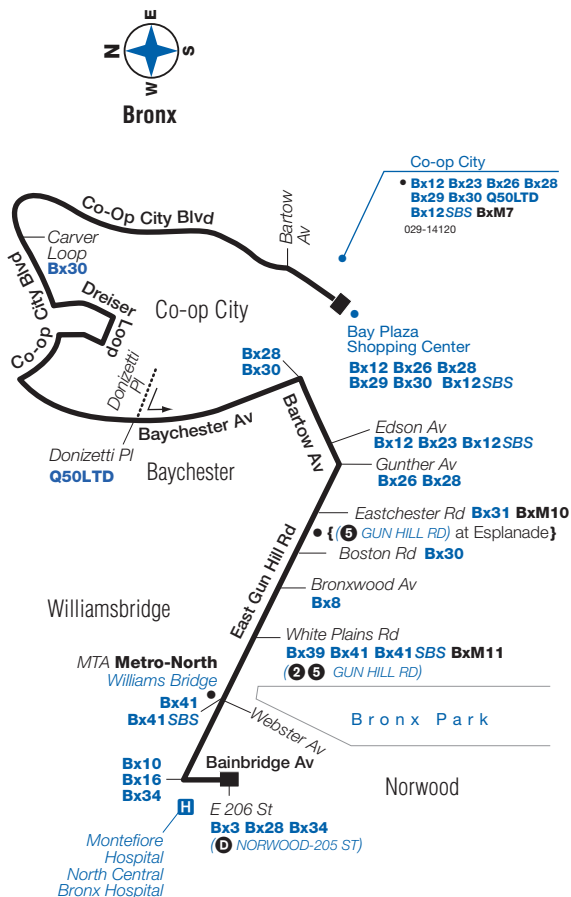 E
N
S
W
Bronx
Co-op City
• Bx12 Bx23 Bx26 Bx28
Bx29 Bx30 Q50LTD
Bx12SBS BxM7
029-14120
Co-Op City Blvd
Bartow
Av
Carver
Loop
Bx30
Co-op City Blvd
Dreiser
Loop
Co-op City
Bay Plaza
Shopping Center
Bx12 Bx26 Bx28
Bx29 Bx30 Bx12SBS
Bx28
Bx30
Donizetti
Pl
Baychester Av
Bartow Av
Donizetti Pl
Q50LTD
Baychester
Edson Av
Bx12 Bx23 Bx12SBS
Gunther Av
Bx26 Bx28
Eastchester Rd Bx31 BxM10
• {(5 GUN HILL RD) at Esplanade}
Boston Rd Bx30
East Gun Hill Rd
Bronxwood Av
Bx8
Williamsbridge
White Plains Rd
Bx39 Bx41 Bx41SBS BxM11
(2 5 GUN HILL RD)
MTA Metro-North
Williams Bridge
Bx41
Bx41SBS
Webster Av
Bronx Park
Bx10
Bx16
Bx34
Bainbridge Av
Norwood
H
E 206 St
Bx3 Bx28 Bx34
(D NORWOOD-205 ST)
Montefiore
Hospital
North Central
Bronx Hospital